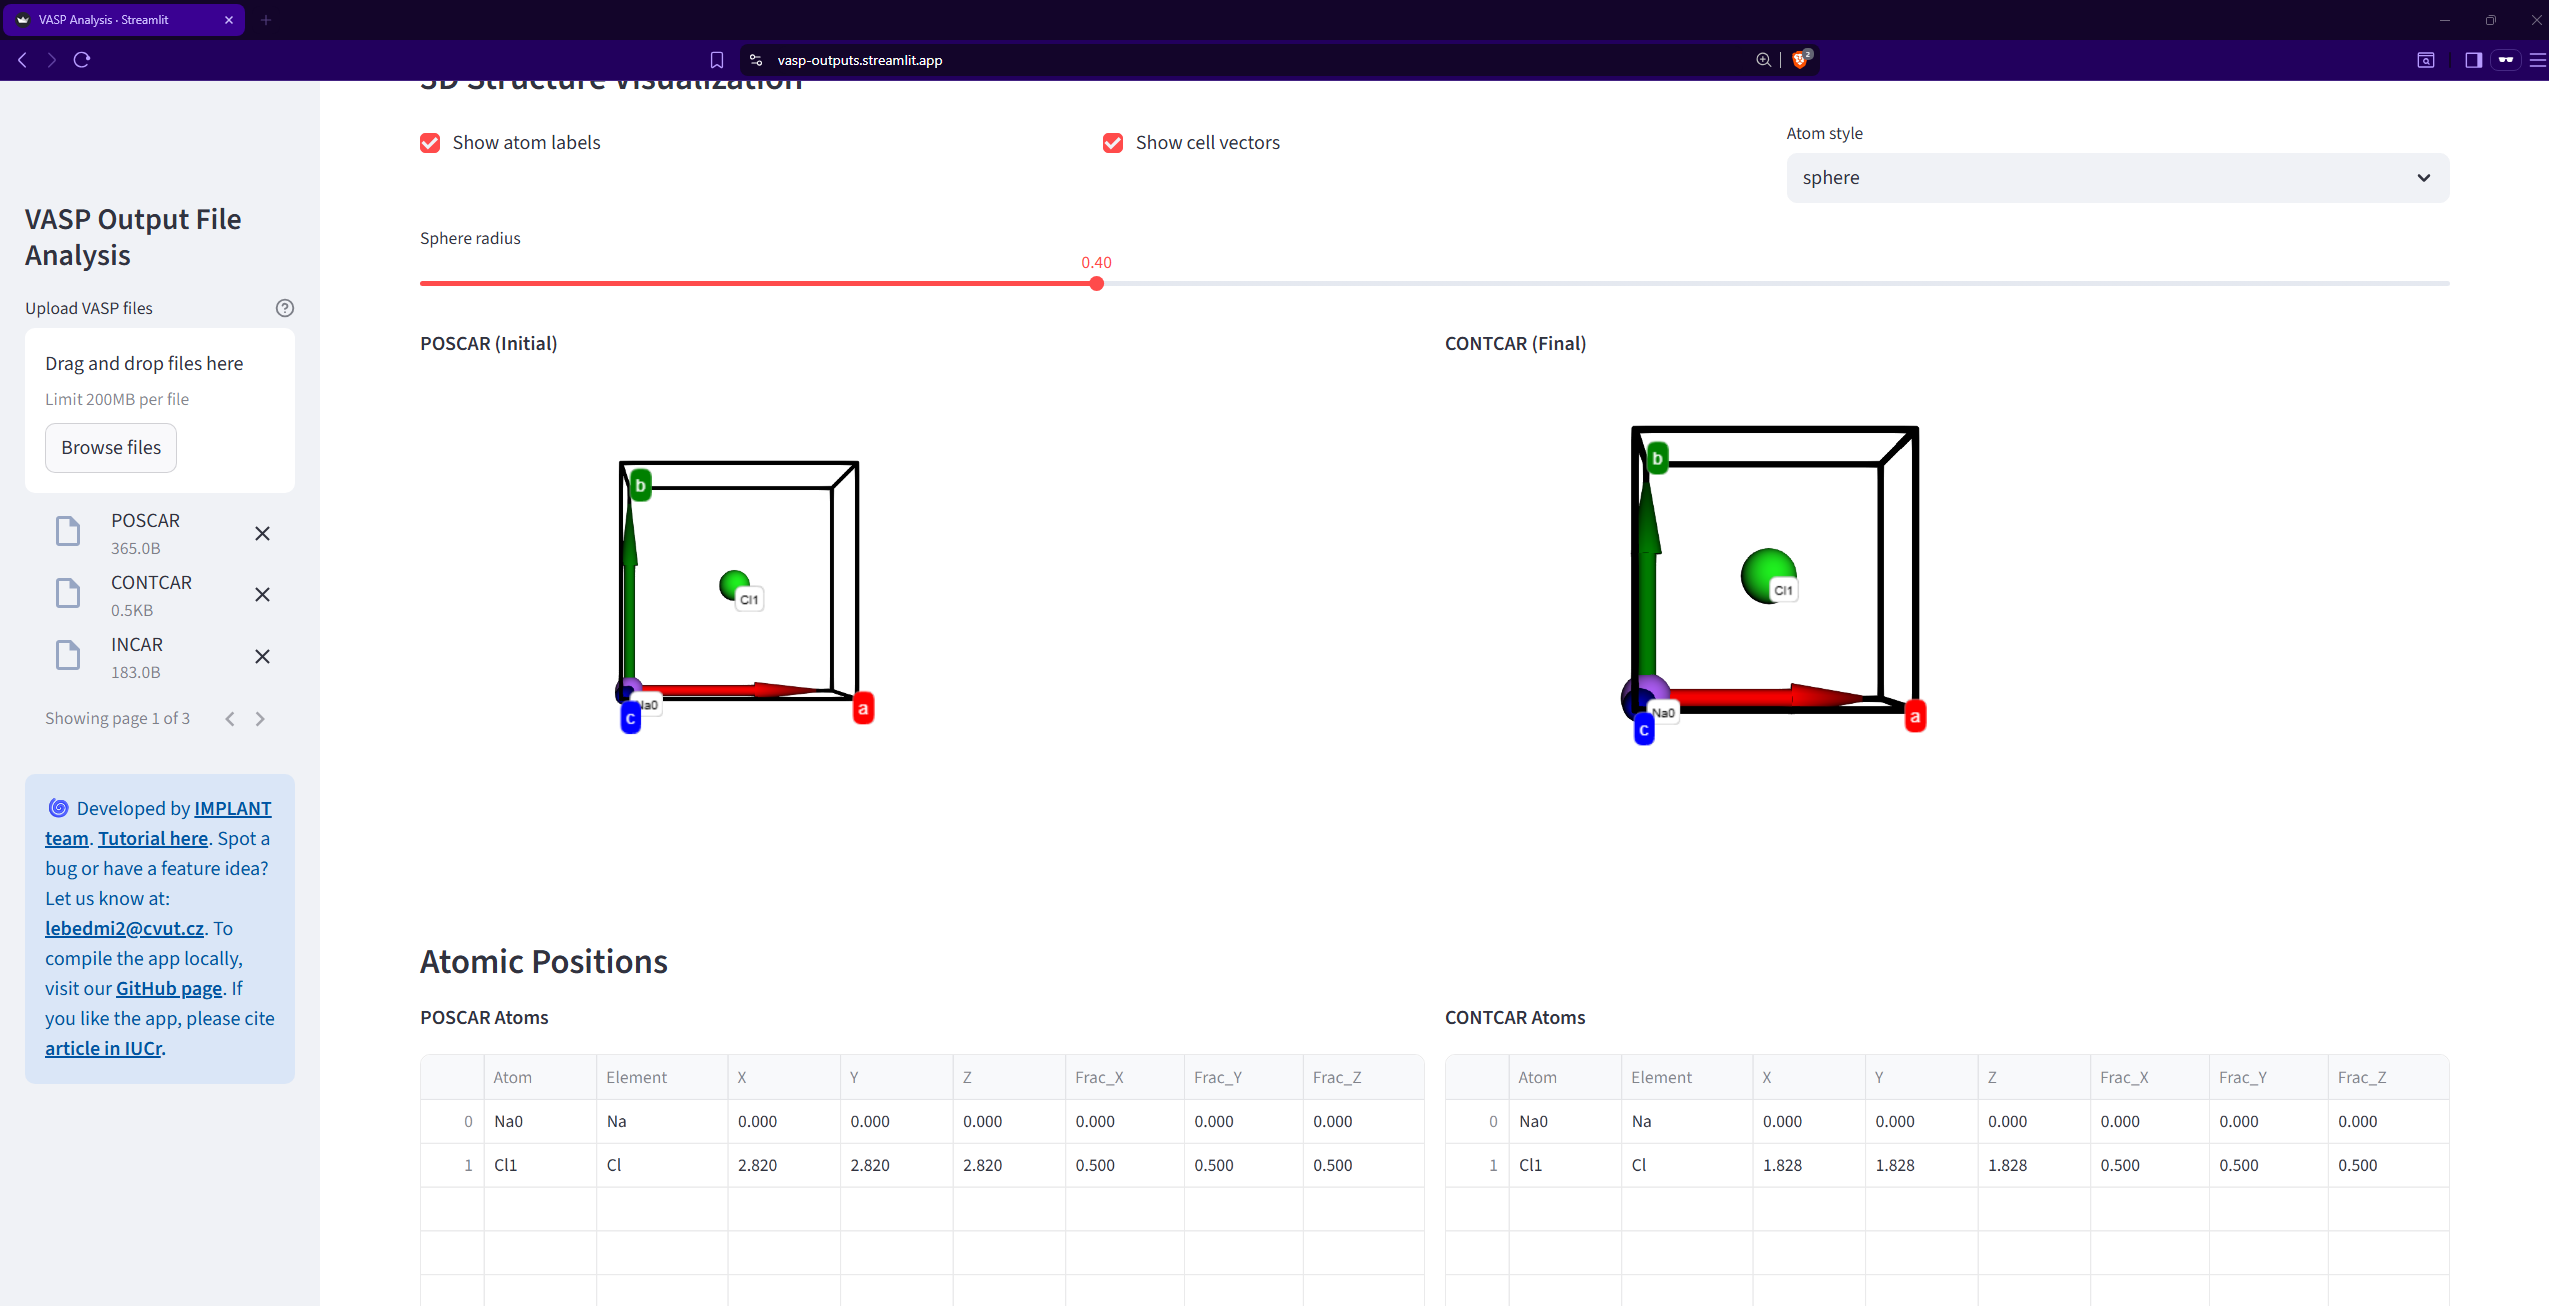 VASP Analysis · Streamlit
vasp-outputs.streamlit.app
2
VASP Output File
Analysis
Upload VASP files
Drag and drop files here
Limit 200MB per file
Browse files
POSCAR
365.0B
CONTCAR
0.5KB
INCAR
183.0B
Showing page 1 of 3
Developed by IMPLANT
team. Tutorial here. Spot a
bug or have a feature idea?
Let us know at:
lebedmi2@cvut.cz. To
compile the app locally,
visit our GitHub page. If
you like the app, please cite
article in IUCr.
3D Structure Visualization
Show atom labels
Show cell vectors
Atom style
sphere
Sphere radius
0.40
POSCAR (Initial)
b
Cl1
Na0
c
a
CONTCAR (Final)
b
Cl1
Na0
c
a
Atomic Positions
POSCAR Atoms
Atom Element X Y Z Frac_X Frac_Y Frac_Z
0 Na0 Na 0.000 0.000 0.000 0.000 0.000 0.000
1 Cl1 Cl 2.820 2.820 2.820 0.500 0.500 0.500
CONTCAR Atoms
Atom Element X Y Z Frac_X Frac_Y Frac_Z
0 Na0 Na 0.000 0.000 0.000 0.000 0.000 0.000
1 Cl1 Cl 1.828 1.828 1.828 0.500 0.500 0.500